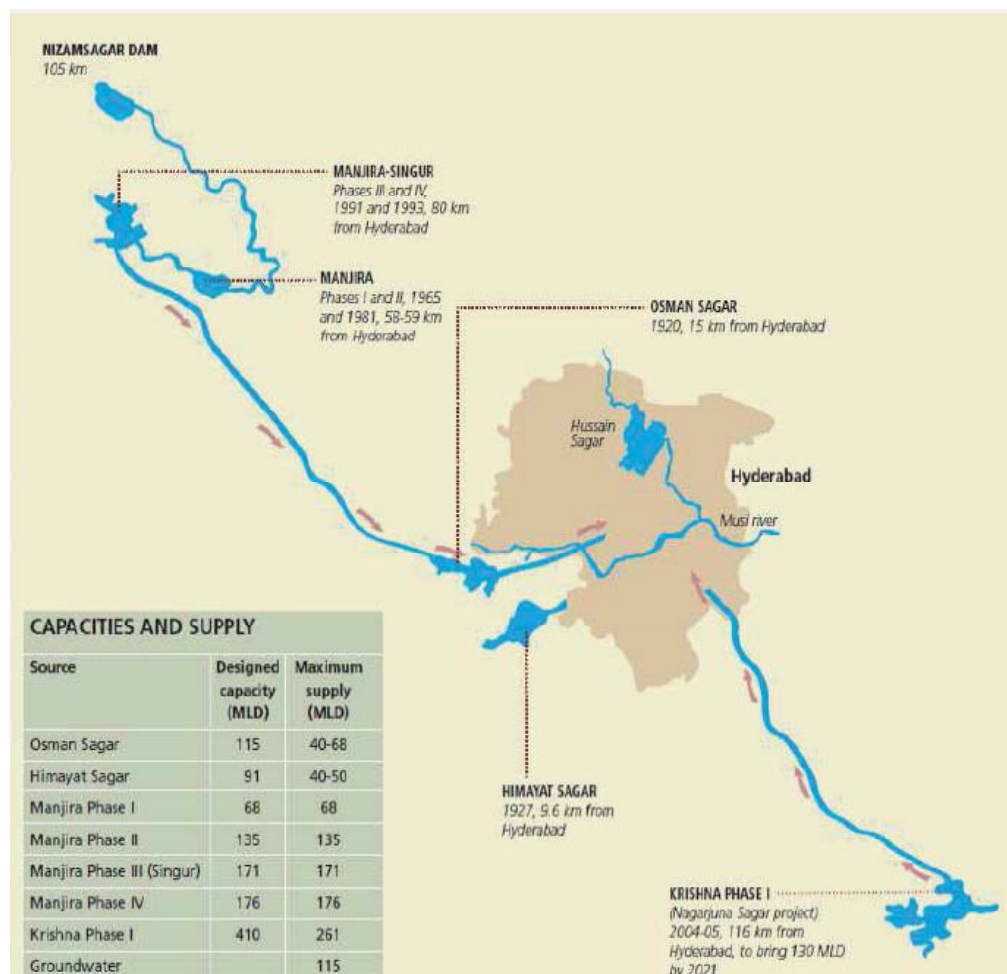 NIZAMSAGAR DAM
105 km
MANJIRA-SINGUR
Phases III and IV,
1991 and 1993, 80 km
from Hyderabad
MANJIRA
Phases I and II, 1965
and 1981, 58-59 km
from Hyderabad
OSMAN SAGAR
1920, 15 km from Hyderabad
Hussain
Sagar
Hyderabad
Musi river
HIMAYAT SAGAR
1927, 9.6 km from
Hyderabad
KRISHNA PHASE I
(Nagarjuna Sagar project)
2004-05, 116 km from
Hyderabad, to bring 130 MLD
by 2021
CAPACITIES AND SUPPLY
Source Designed Maximum
capacity supply
(MLD) (MLD)
Osman Sagar 115 40-68
Himayat Sagar 91 40-50
Manjira Phase I 68 68
Manjira Phase II 135 135
Manjira Phase III (Singur) 171 171
Manjira Phase IV 176 176
Krishna Phase I 410 261
Groundwater 115